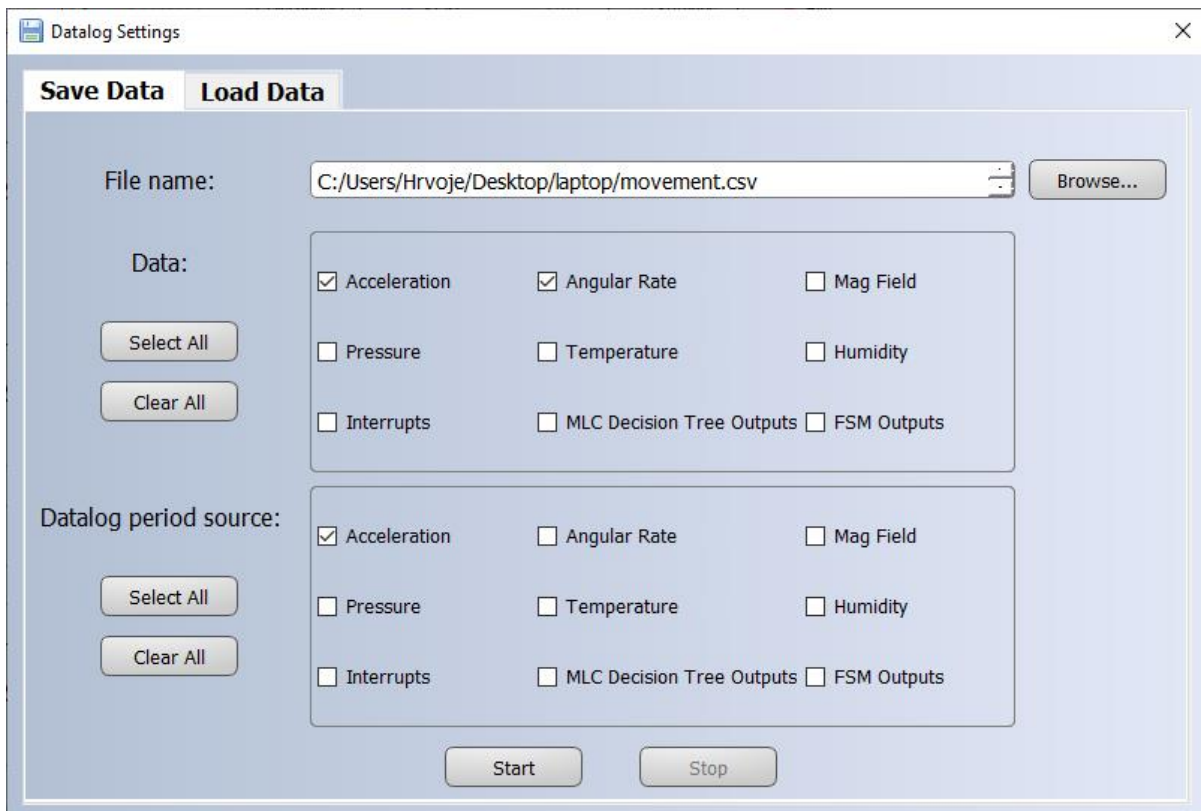 Datalog Settings
Save Data Load Data
File name: C:/Users/Hrvoje/Desktop/laptop/movement.csv Browse...
Data:
Acceleration Angular Rate Mag Field
Select All
Pressure Temperature Humidity
Clear All
Interrupts MLC Decision Tree Outputs FSM Outputs
Datalog period source:
Acceleration Angular Rate Mag Field
Select All
Pressure Temperature Humidity
Clear All
Interrupts MLC Decision Tree Outputs FSM Outputs
Start Stop